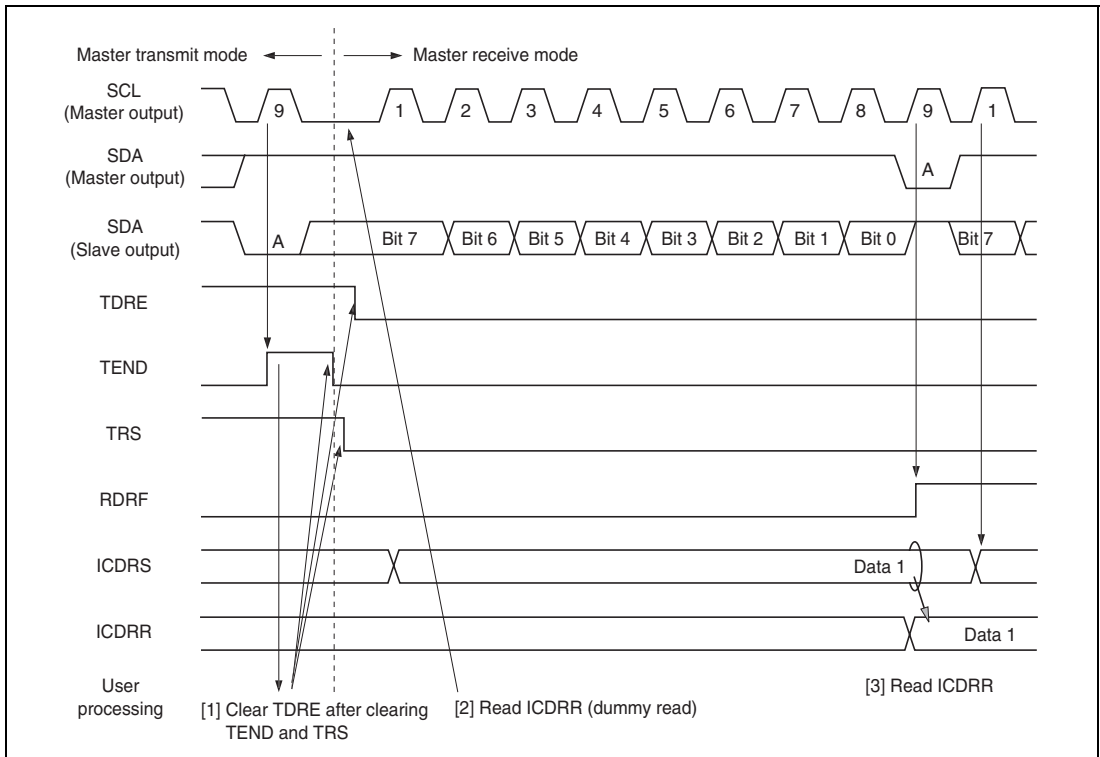 Master transmit mode
Master receive mode
SCL
(Master output)
9
1
2
3
4
5
6
7
8
9
1
SDA
(Master output)
A
SDA
(Slave output)
A
Bit 7
Bit 6
Bit 5
Bit 4
Bit 3
Bit 2
Bit 1
Bit 0
Bit 7
TDRE
TEND
TRS
RDRF
ICDRS
Data 1
ICDRR
Data 1
User
processing
[1] Clear TDRE after clearing
TEND and TRS
[2] Read ICDRR (dummy read)
[3] Read ICDRR